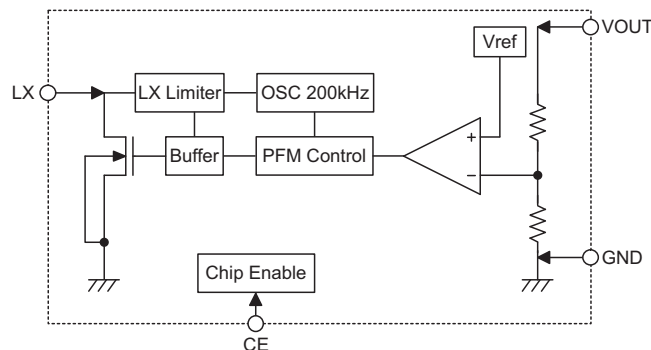 VOUT
Vref
LX
LX Limiter
OSC 200kHz
+
Buffer
PFM Control
−
GND
Chip Enable
CE